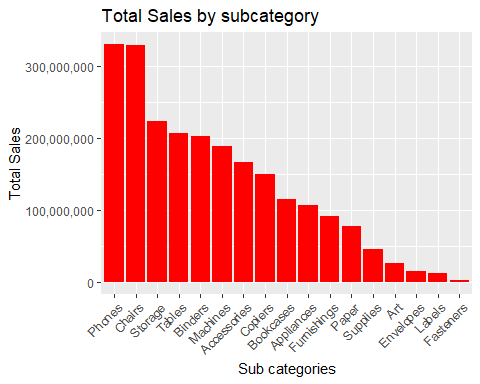 Total Sales by subcategory
Total Sales
300,000,000
200,000,000
100,000,000
0
Phones
Chairs
Storage
Tables
Binders
Machines
Accessories
Copiers
Bookcases
Appliances
Furnishings
Paper
Supplies
Art
Envelopes
Labels
Fasteners
Sub categories